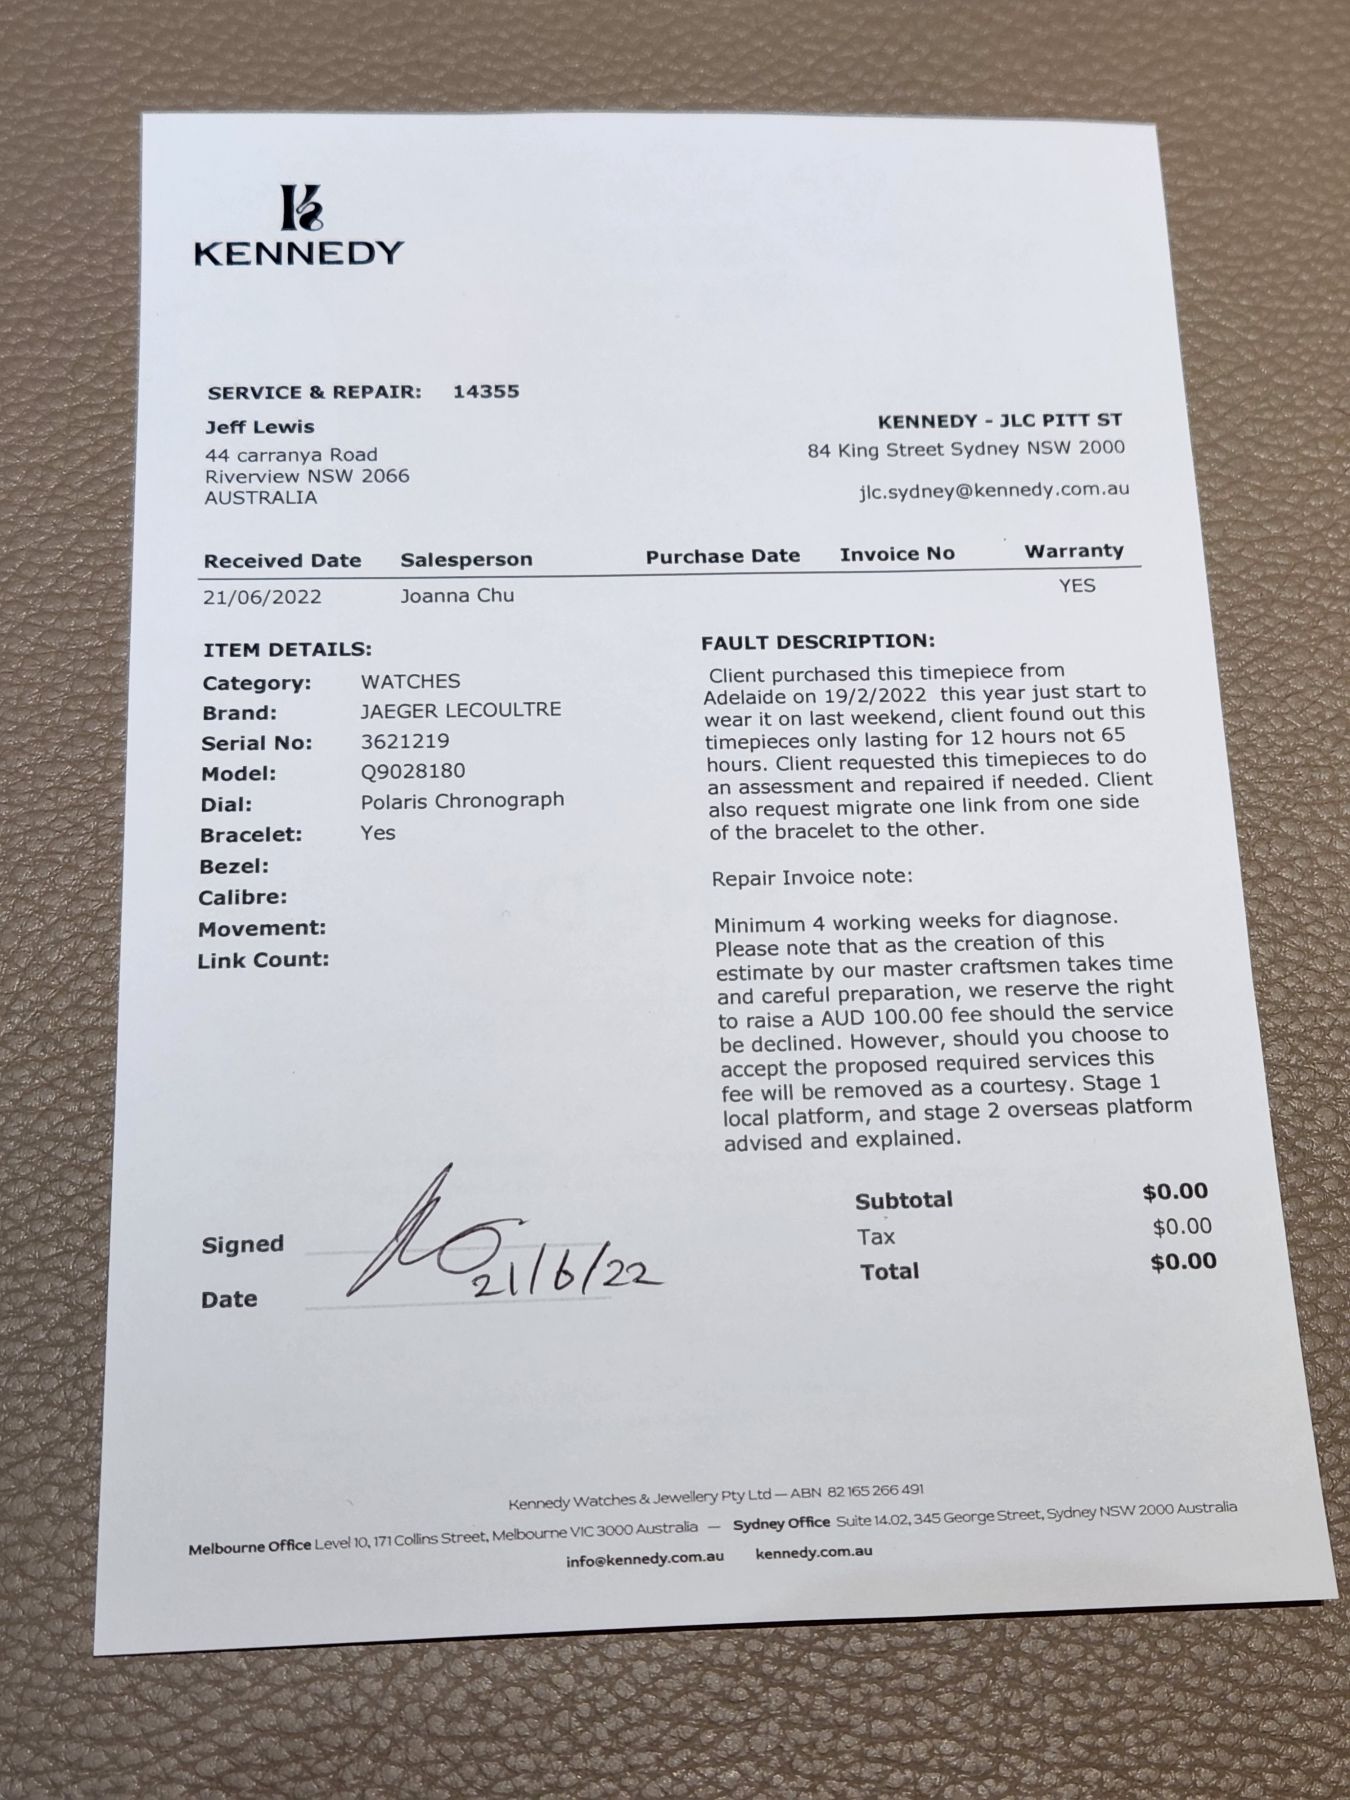 KENNEDY
SERVICE & REPAIR: 14355
Jeff Lewis
44 carranya Road
Riverview NSW 2066
AUSTRALIA
KENNEDY - JLC PITT ST
84 King Street Sydney NSW 2000
jlc.sydney@kennedy.com.au
Received Date Salesperson Purchase Date Invoice No Warranty
21/06/2022 Joanna Chu YES
ITEM DETAILS:
Category: WATCHES
Brand: JAEGER LECOULTRE
Serial No: 3621219
Model: Q9028180
Dial: Polaris Chronograph
Bracelet: Yes
Bezel:
Calibre:
Movement:
Link Count:
FAULT DESCRIPTION:
Client purchased this timepiece from
Adelaide on 19/2/2022 this year just start to
wear it on last weekend, client found out this
timepieces only lasting for 12 hours not 65
hours. Client requested this timepieces to do
an assessment and repaired if needed. Client
also request migrate one link from one side
of the bracelet to the other.
Repair Invoice note:
Minimum 4 working weeks for diagnose.
Please note that as the creation of this
estimate by our master craftsmen takes time
and careful preparation, we reserve the right
to raise a AUD 100.00 fee should the service
be declined. However, should you choose to
accept the proposed required services this
fee will be removed as a courtesy. Stage 1
local platform, and stage 2 overseas platform
advised and explained.
Subtotal $0.00
Tax $0.00
Total $0.00
Signed
Date 21/6/22
Kennedy Watches & Jewellery Pty Ltd — ABN 82 165 266 491
Melbourne Office Level 10, 171 Collins Street, Melbourne VIC 3000 Australia — Sydney Office Suite 14.02, 345 George Street, Sydney NSW 2000 Australia
info@kennedy.com.au kennedy.com.au